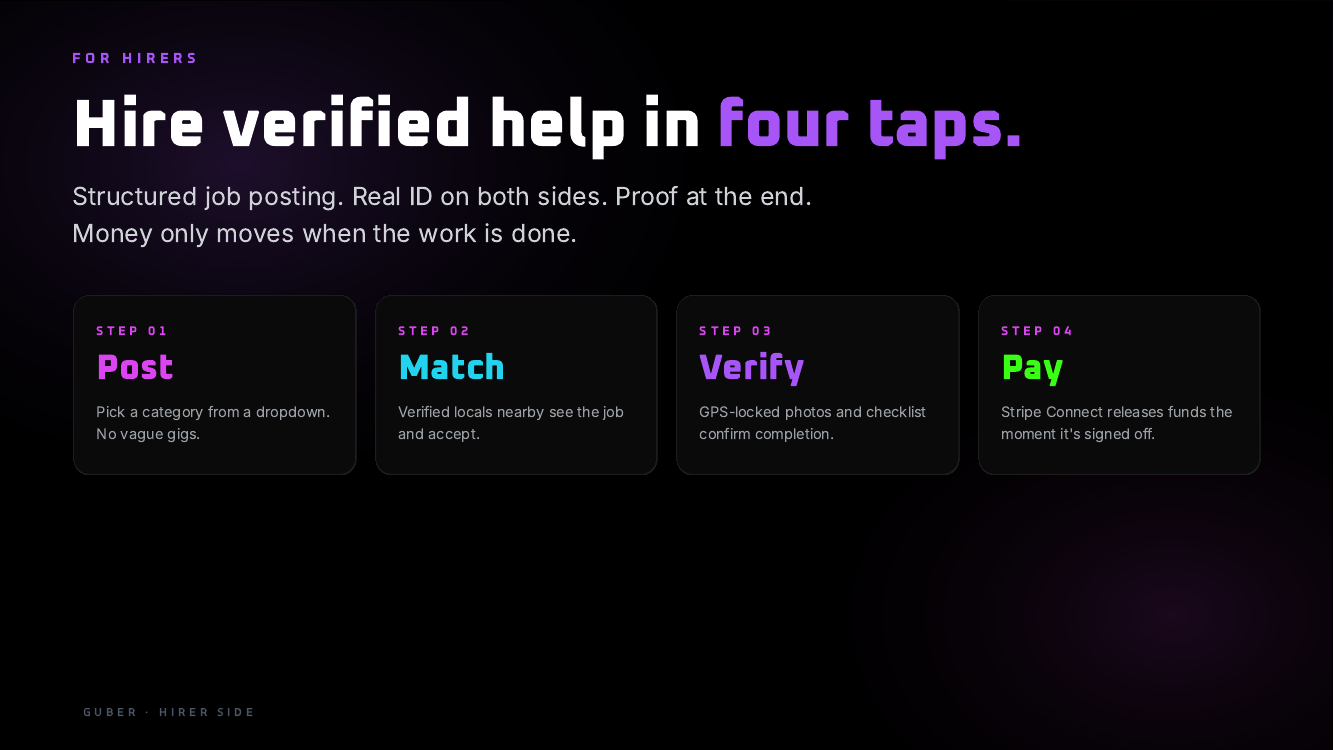 FOR HIRERS
Hire verified help in four taps.
Structured job posting. Real ID on both sides. Proof at the end.
Money only moves when the work is done.
STEP 01
Post
Pick a category from a dropdown.
No vague gigs.
STEP 02
Match
Verified locals nearby see the job
and accept.
STEP 03
Verify
GPS-locked photos and checklist
confirm completion.
STEP 04
Pay
Stripe Connect releases funds the
moment it's signed off.
GUBER · HIRER SIDE